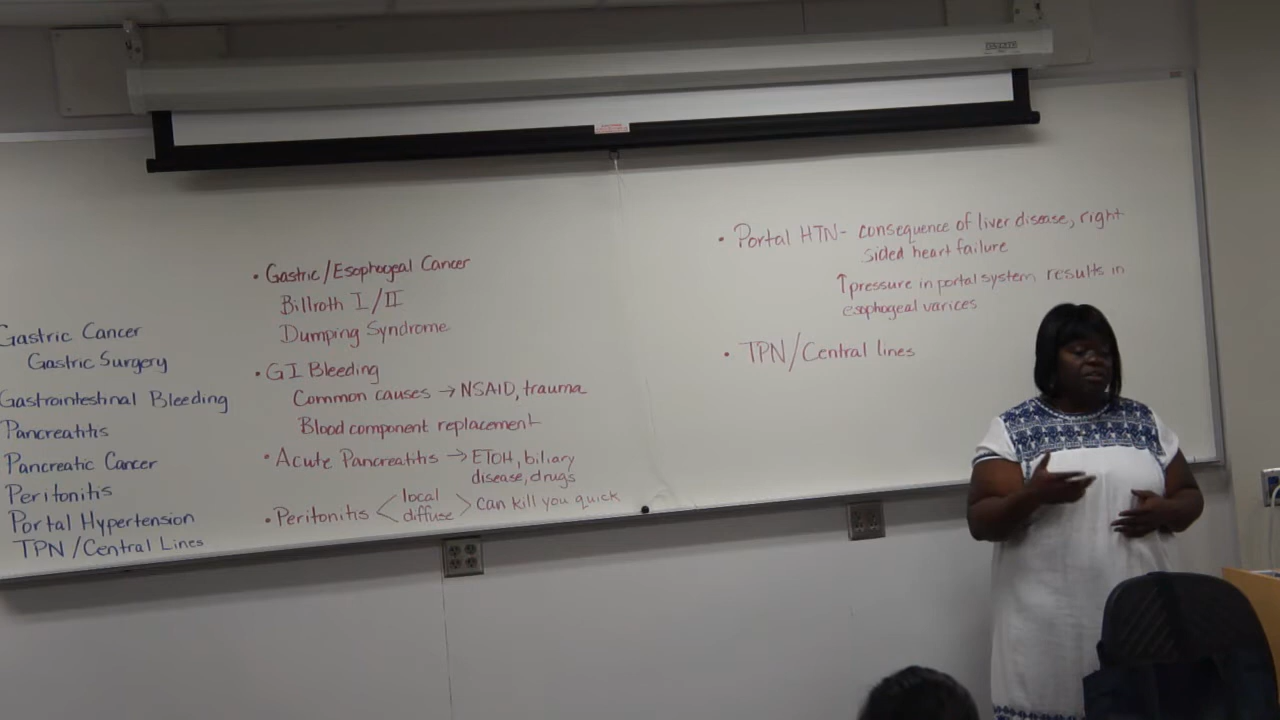 Gastric Cancer
Gastric Surgery
Gastrointestinal Bleeding
Pancreatitis
Pancreatic Cancer
Peritonitis
Portal Hypertension
TPN/Central Lines
• Gastric/Esophogeal Cancer
Billroth I/II
Dumping Syndrome
• GI Bleeding
Common causes → NSAID, trauma
Blood component replacement
• Acute Pancreatitis → ETOH, biliary
disease, drugs
• Peritonitis < local
diffuse > can kill you quick
• Portal HTN- consequence of liver disease, right
sided heart failure
↑pressure in portal system results in
esophogeal varices
• TPN/Central lines